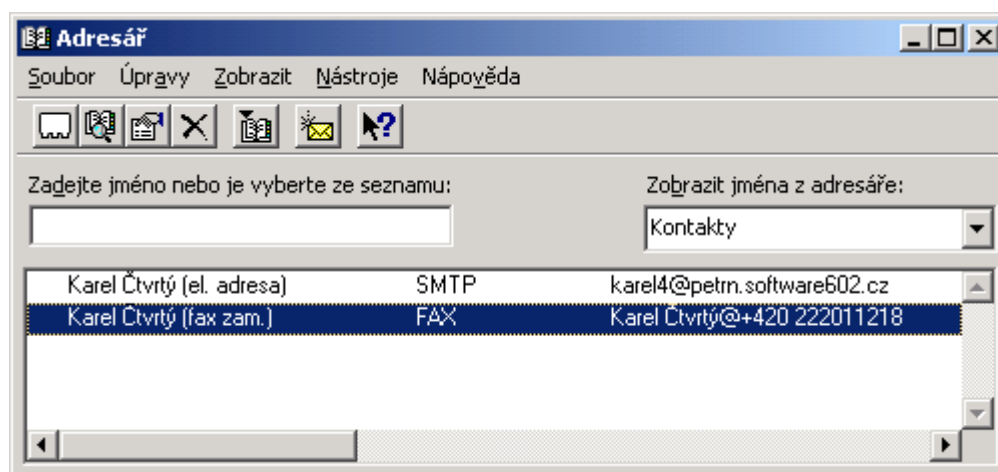 Adresář
Soubor Úpravy Zobrazit Nástroje Nápověda
Zadejte jméno nebo je vyberte ze seznamu: Zobrazit jména z adresáře:
Kontakty
Karel Čtvrtý (el. adresa) SMTP karel4@petrn.software602.cz
Karel Čtvrtý (fax zam.) FAX Karel Čtvrtý@+420 222011218